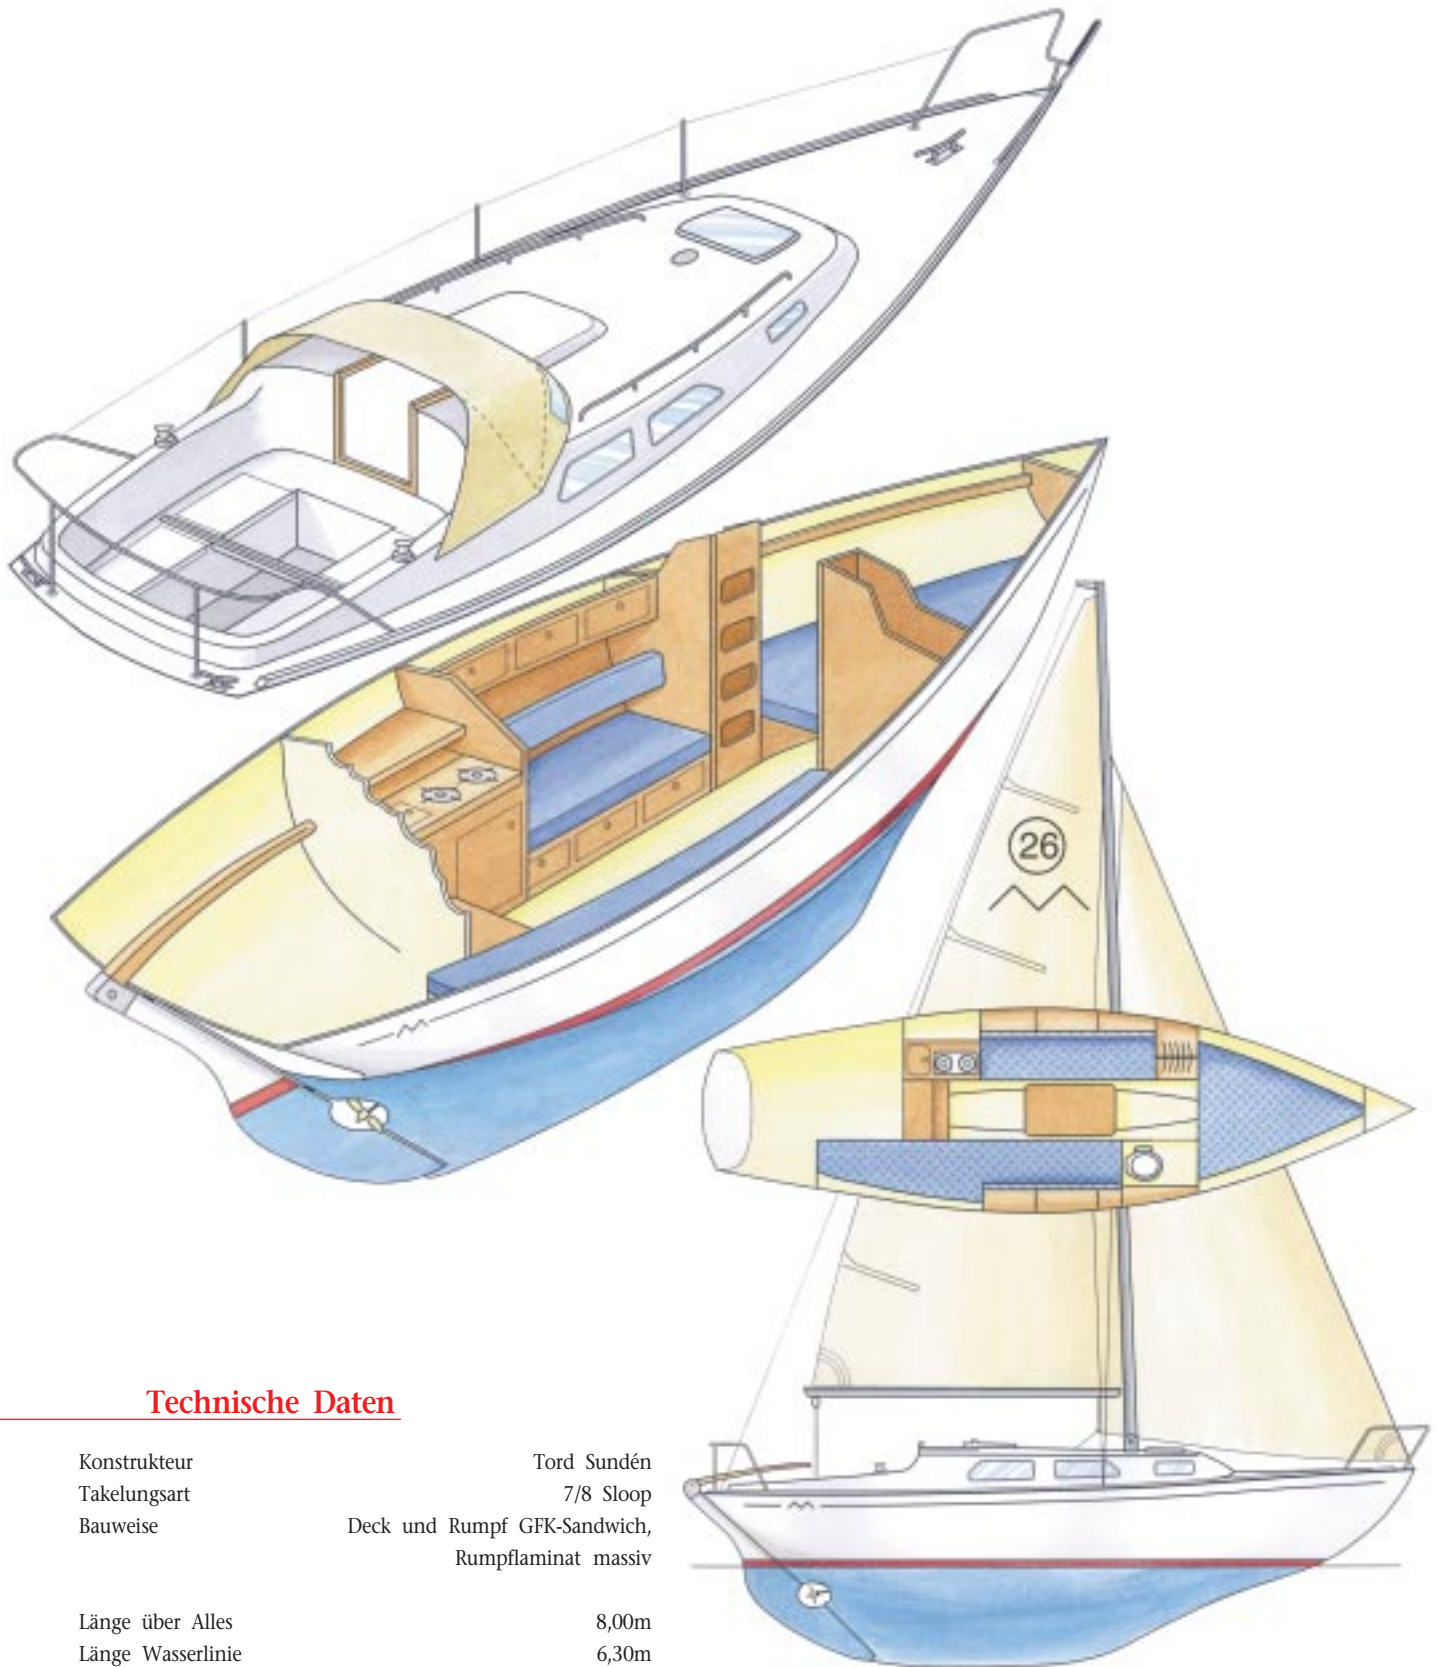 26
Technische Daten
Konstrukteur Tord Sundén
Takelungsart 7/8 Sloop
Bauweise Deck und Rumpf GFK-Sandwich,
Rumpflaminat massiv
Länge über Alles 8,00m
Länge Wasserlinie 6,30m